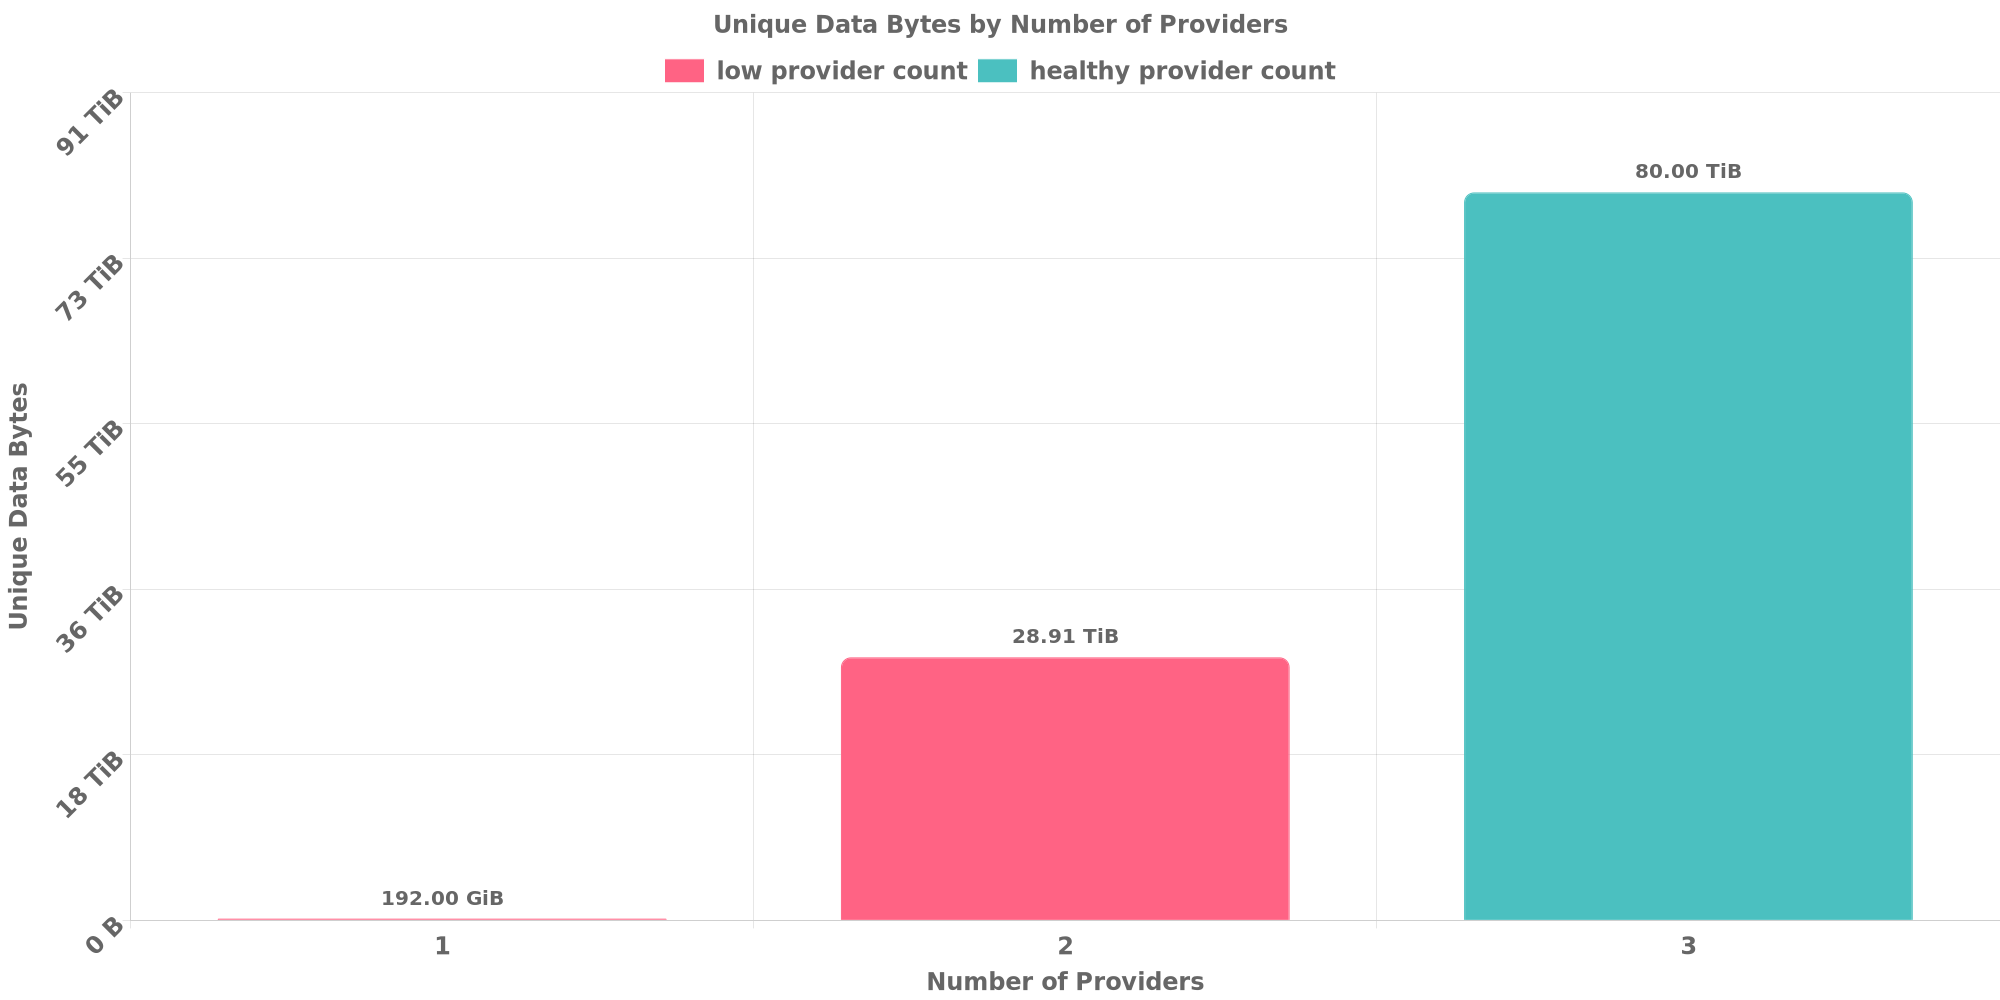 Unique Data Bytes by Number of Providers
low provider count healthy provider count
91 TiB
73 TiB
55 TiB
36 TiB
18 TiB
0 B
Unique Data Bytes
192.00 GiB
28.91 TiB
80.00 TiB
1 2 3
Number of Providers